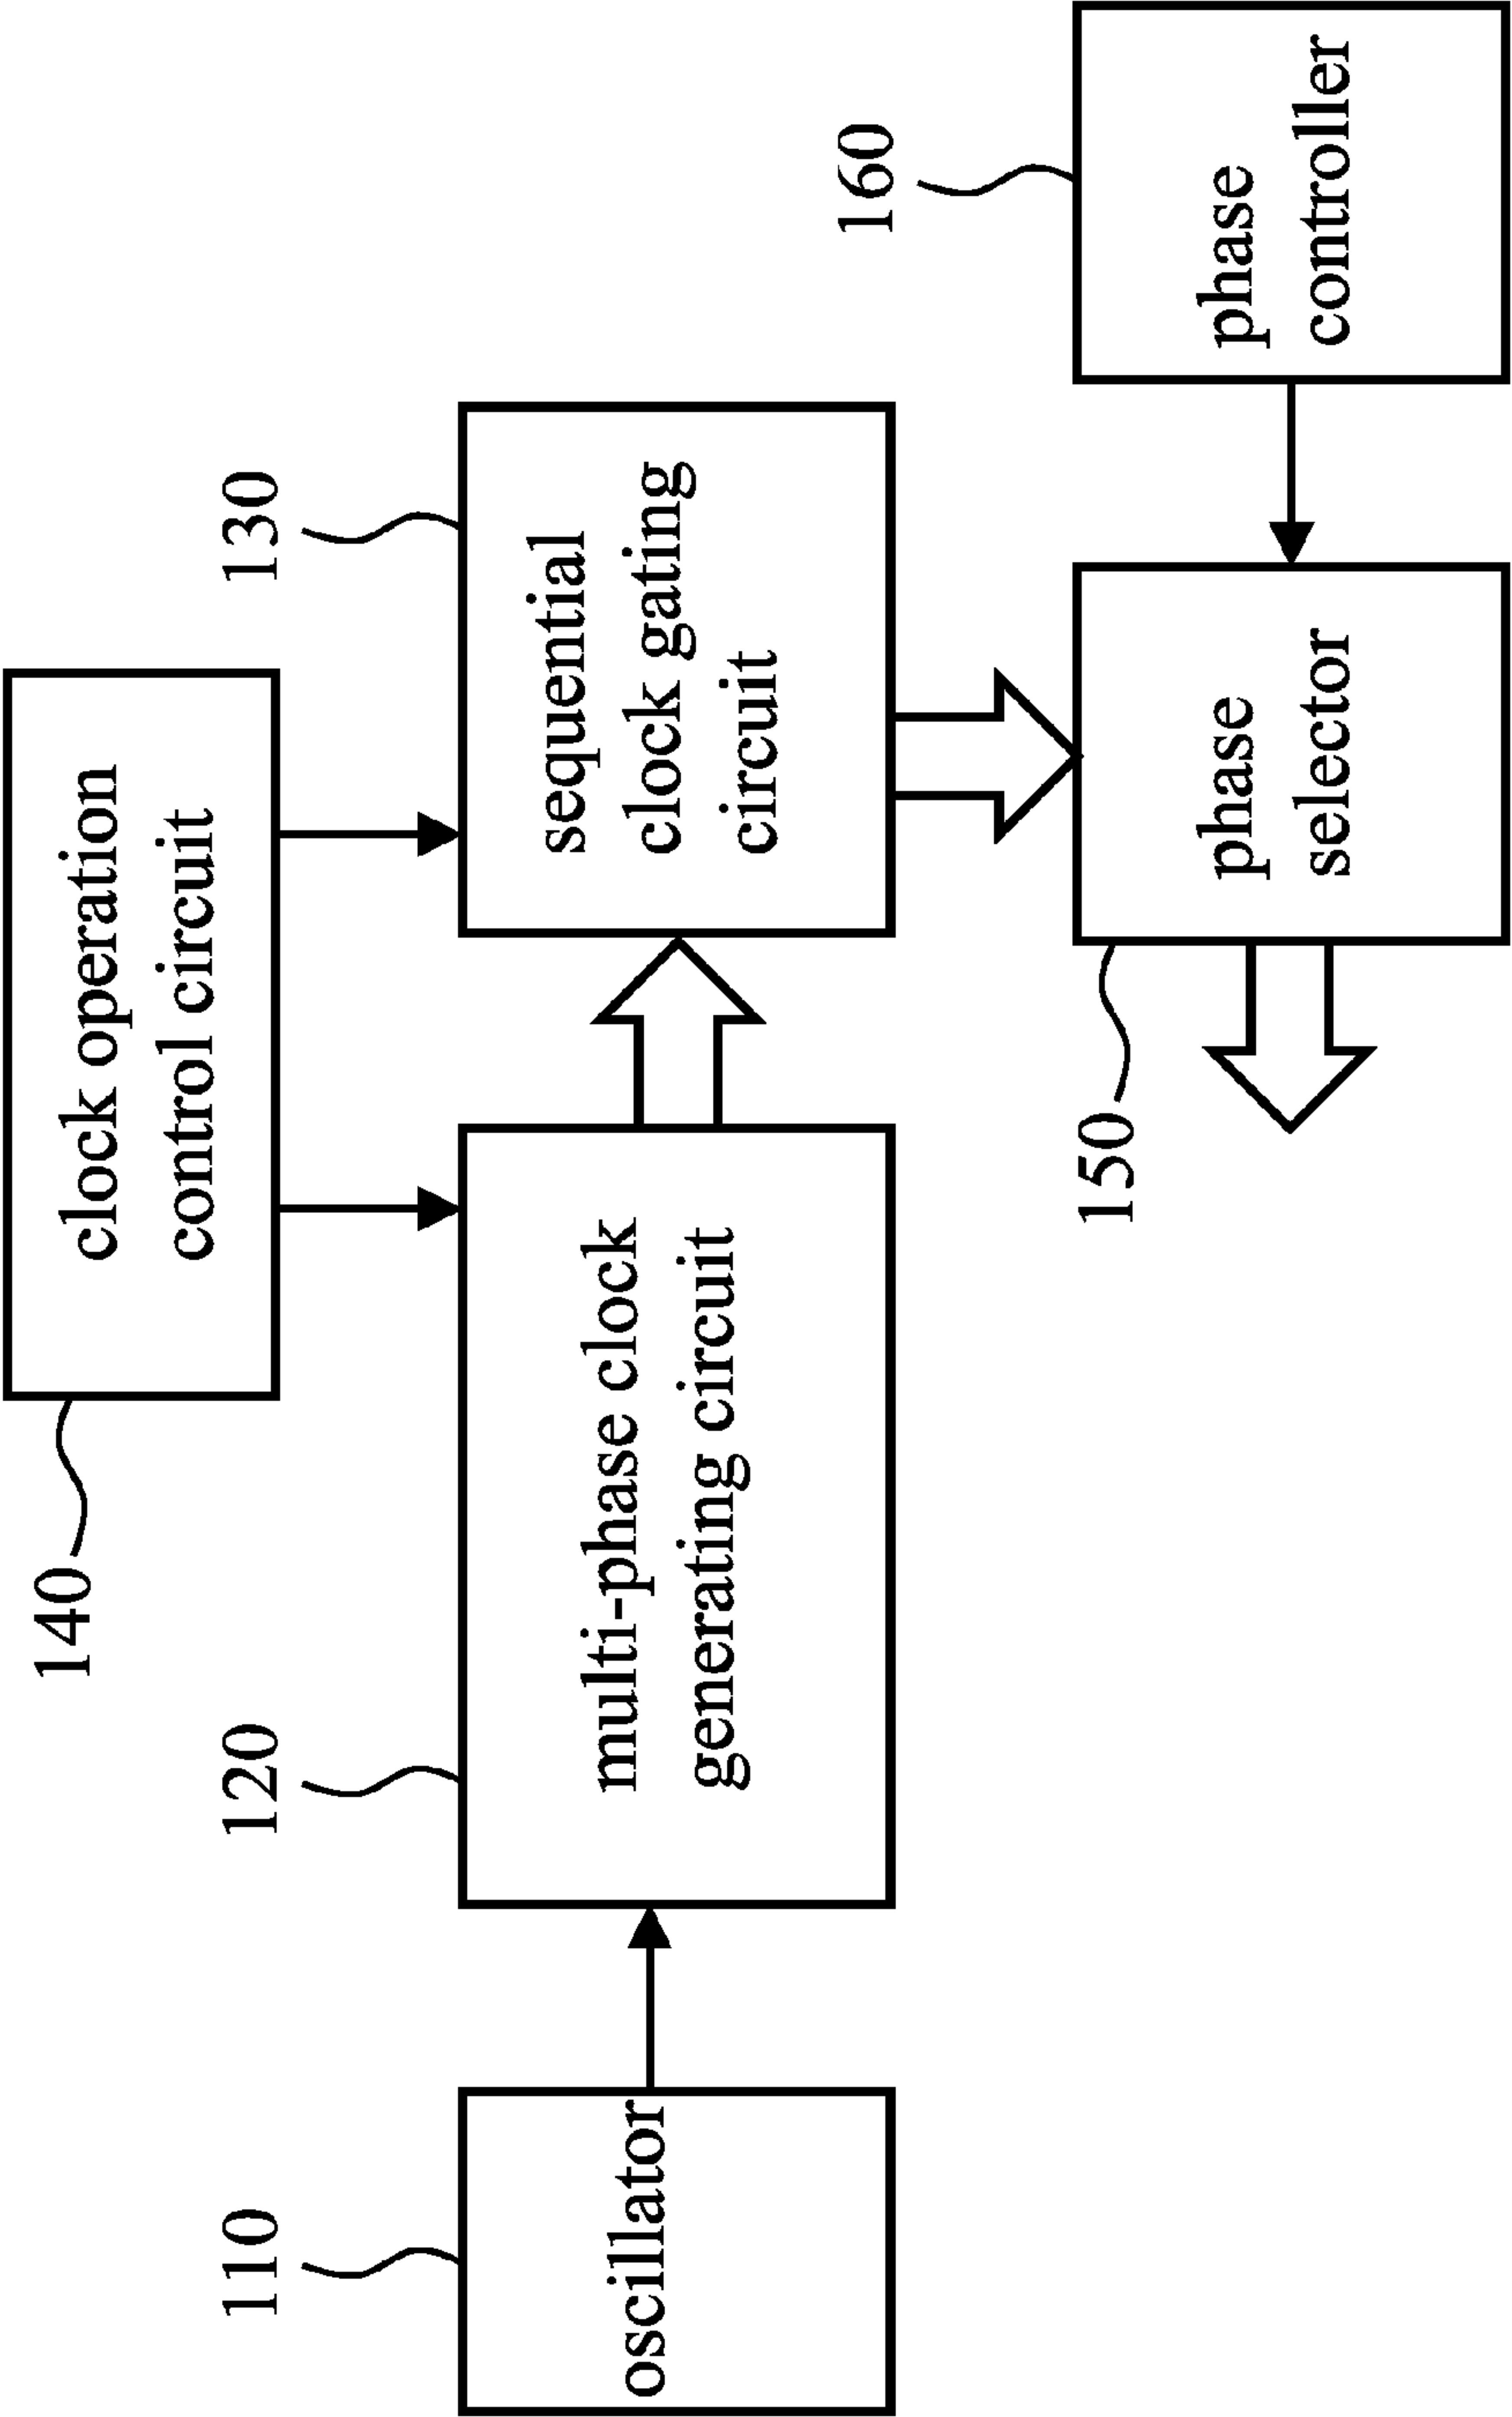 140
clock operation
control circuit
110
120
130
oscillator
multi-phase clock
generating circuit
sequential
clock gating
circuit
160
150
phase
selector
phase
controller